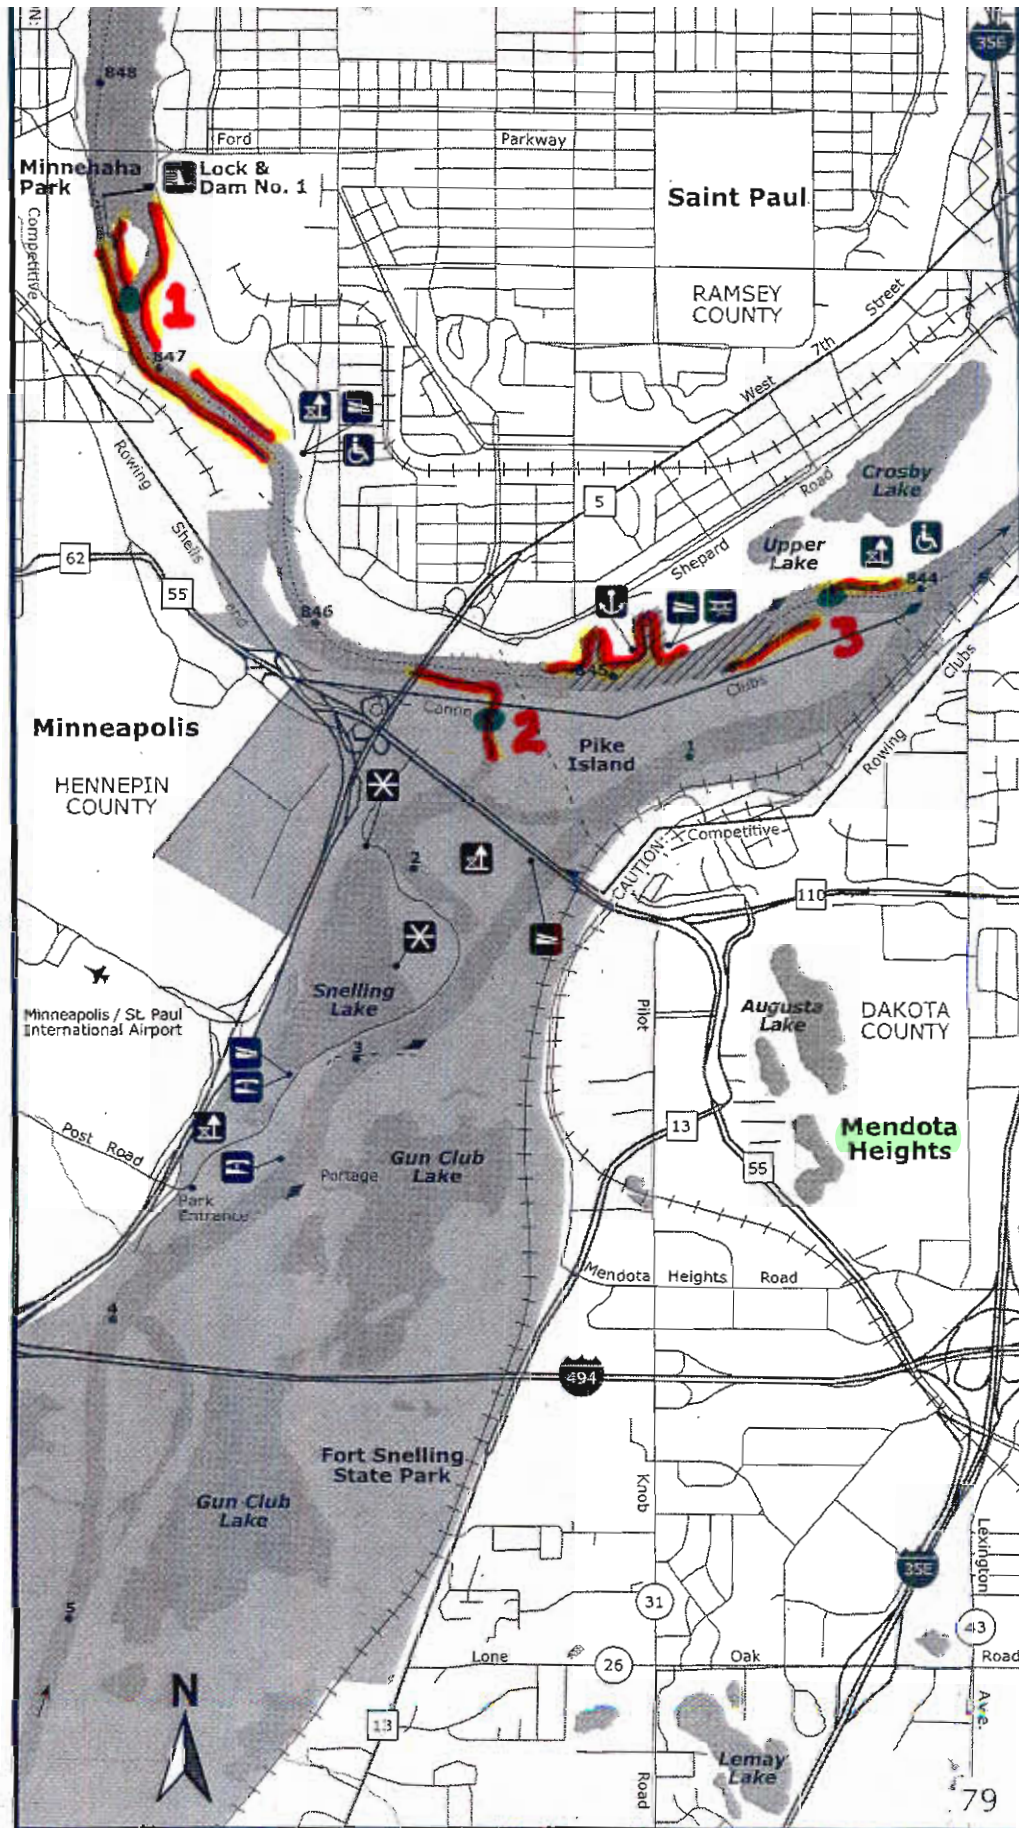 35E
848
Ford
Parkway
Minnehaha
Park
Lock &
Dam No. 1
Saint Paul
Competitive
1
RAMSEY
COUNTY
Street
7th
West
847
Rowing
Shells
Crosby
Lake
Road
5
Shepard
Upper
Lake
62
55
846
844
845
3
Clubs
Canoe
2
Clubs
Minneapolis
Pike
Island
1
Rowing
HENNEPIN
COUNTY
Competitive
CAUTION:
2
110
Snelling
Lake
Pilot
Augusta
Lake
DAKOTA
COUNTY
Minneapolis / St. Paul
International Airport
3
13
Mendota
Heights
Post Road
Gun Club
Lake
55
Portage
Park
Entrance
Mendota Heights Road
4
494
Fort Snelling
State Park
Knob
Gun Club
Lake
Lexington
35E
5
31
43
Lone
26
Oak
Road
N
Ave.
13
Lemay
Lake
Road
79